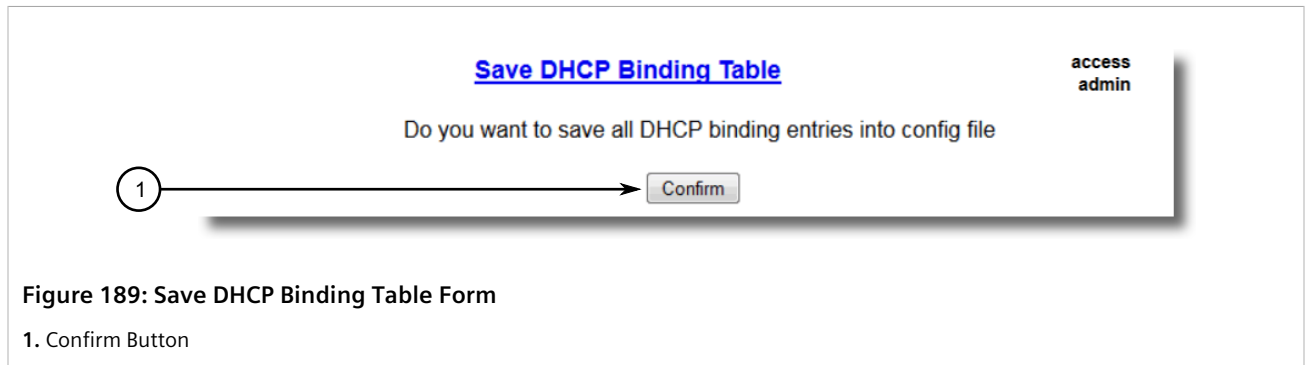 Save DHCP Binding Table
access
admin
Do you want to save all DHCP binding entries into config file
1
Confirm
Figure 189: Save DHCP Binding Table Form
1. Confirm Button